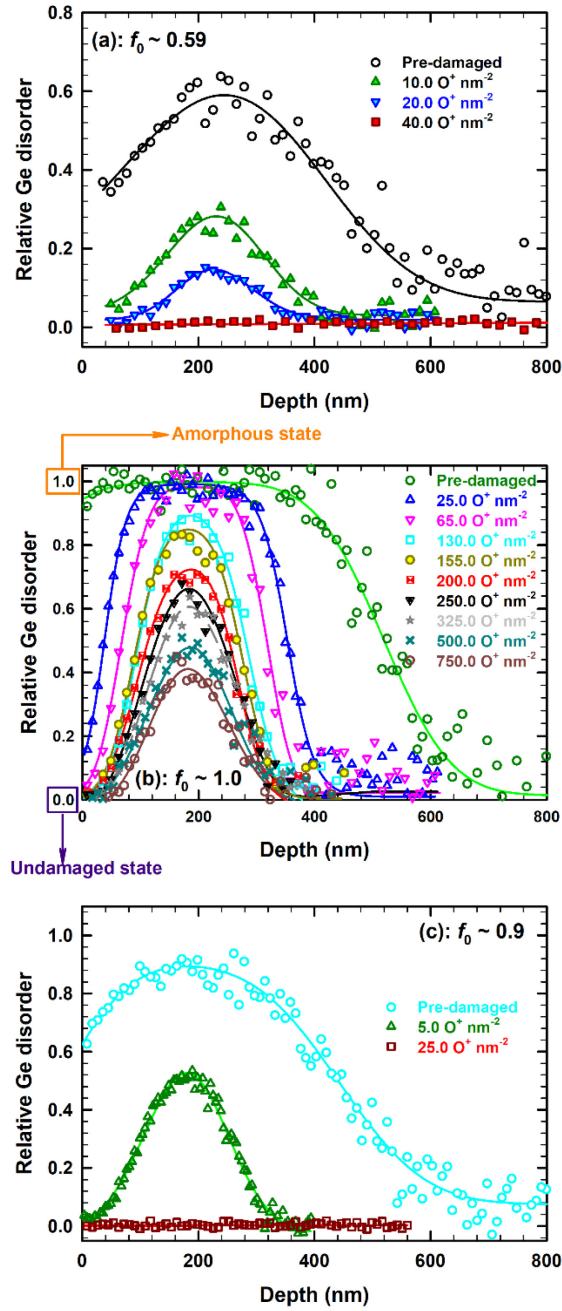 (a): f0 ~ 0.59
0.8
0.6
0.4
0.2
0.0
Relative Ge disorder
Pre-damaged
10.0 O+ nm-2
20.0 O+ nm-2
40.0 O+ nm-2
0 200 400 600 800
Depth (nm)
Amorphous state
1.0
0.8
0.6
0.4
0.2
0.0
Relative Ge disorder
Pre-damaged
25.0 O+ nm-2
65.0 O+ nm-2
130.0 O+ nm-2
155.0 O+ nm-2
200.0 O+ nm-2
250.0 O+ nm-2
325.0 O+ nm-2
500.0 O+ nm-2
750.0 O+ nm-2
(b): f0 ~ 1.0
0 200 400 600 800
Depth (nm)
Undamaged state
(c): f0 ~ 0.9
1.0
0.8
0.6
0.4
0.2
0.0
Relative Ge disorder
Pre-damaged
5.0 O+ nm-2
25.0 O+ nm-2
0 200 400 600 800
Depth (nm)